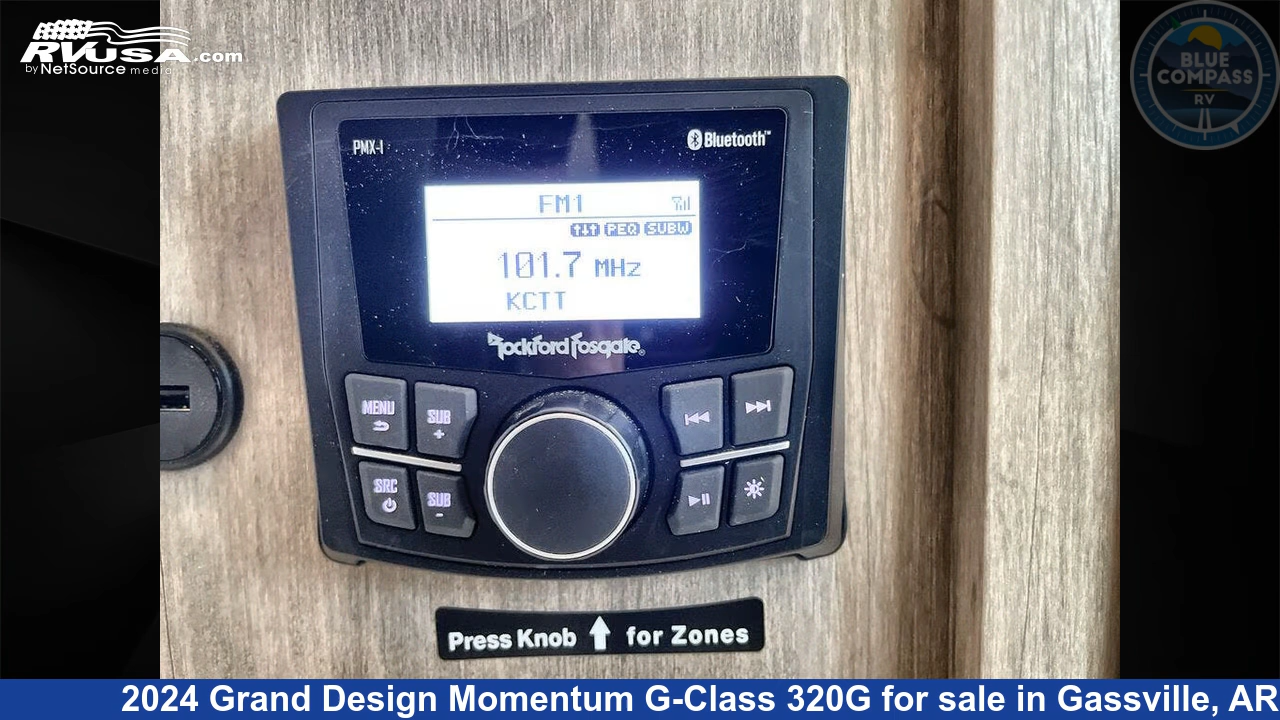 RVUSA.com
by NetSource media
BLUE
COMPASS
RV
PMX-1
Bluetooth™
FM1
PEQ SUBW
101.7 MHz
KCTT
Rockford Fosgate®
MENU
SUB
+
SRC
SUB
-
Press Knob for Zones
2024 Grand Design Momentum G-Class 320G for sale in Gassville, AR